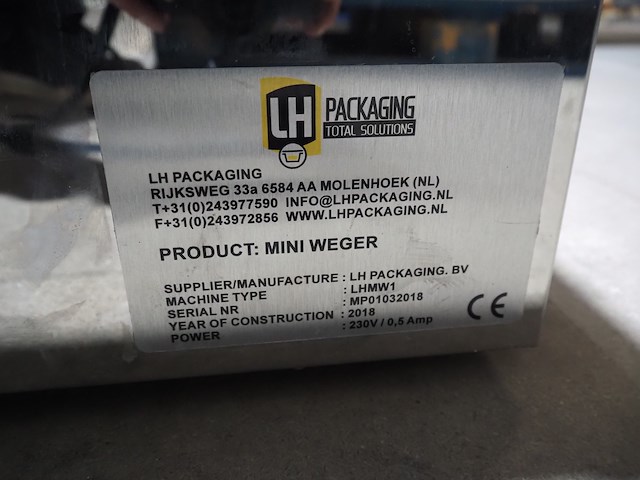 LH PACKAGING
TOTAL SOLUTIONS
LH PACKAGING
RIJKSWEG 33a 6584 AA MOLENHOEK (NL)
T+31(0)243977590 INFO@LHPACKAGING.NL
F+31(0)243972856 WWW.LHPACKAGING.NL
PRODUCT: MINI WEGER
SUPPLIER/MANUFACTURE : LH PACKAGING. BV
MACHINE TYPE : LHMW1
SERIAL NR : MP01032018
YEAR OF CONSTRUCTION : 2018
POWER : 230V / 0,5 Amp
CE